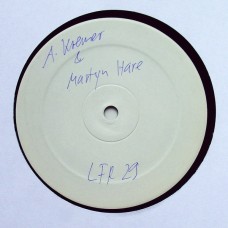 A. Kremer
&
Martyn Hare
LFR 29